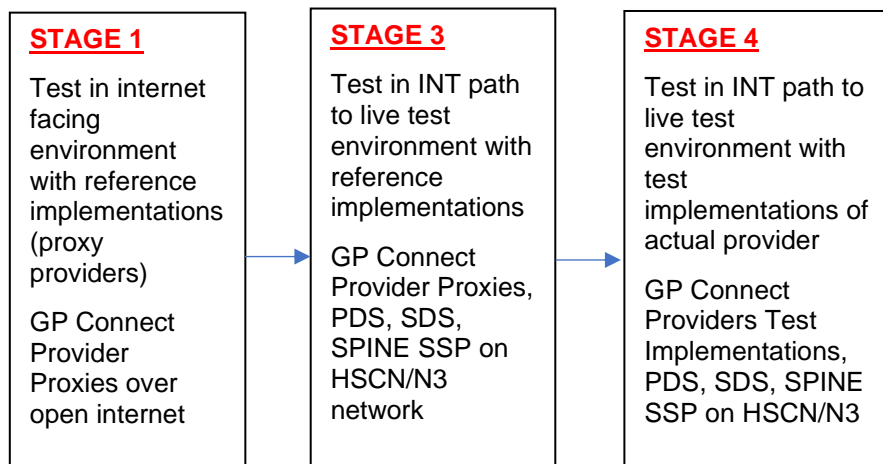 STAGE 1
Test in internet
facing
environment
with reference
implementations
(proxy
providers)
GP Connect
Provider
Proxies over
open internet
STAGE 3
Test in INT path
to live test
environment with
reference
implementations
GP Connect
Provider Proxies,
PDS, SDS,
SPINE SSP on
HSCN/N3
network
STAGE 4
Test in INT path to
live test
environment with
test
implementations of
actual provider
GP Connect
Providers Test
Implementations,
PDS, SDS, SPINE
SSP on HSCN/N3